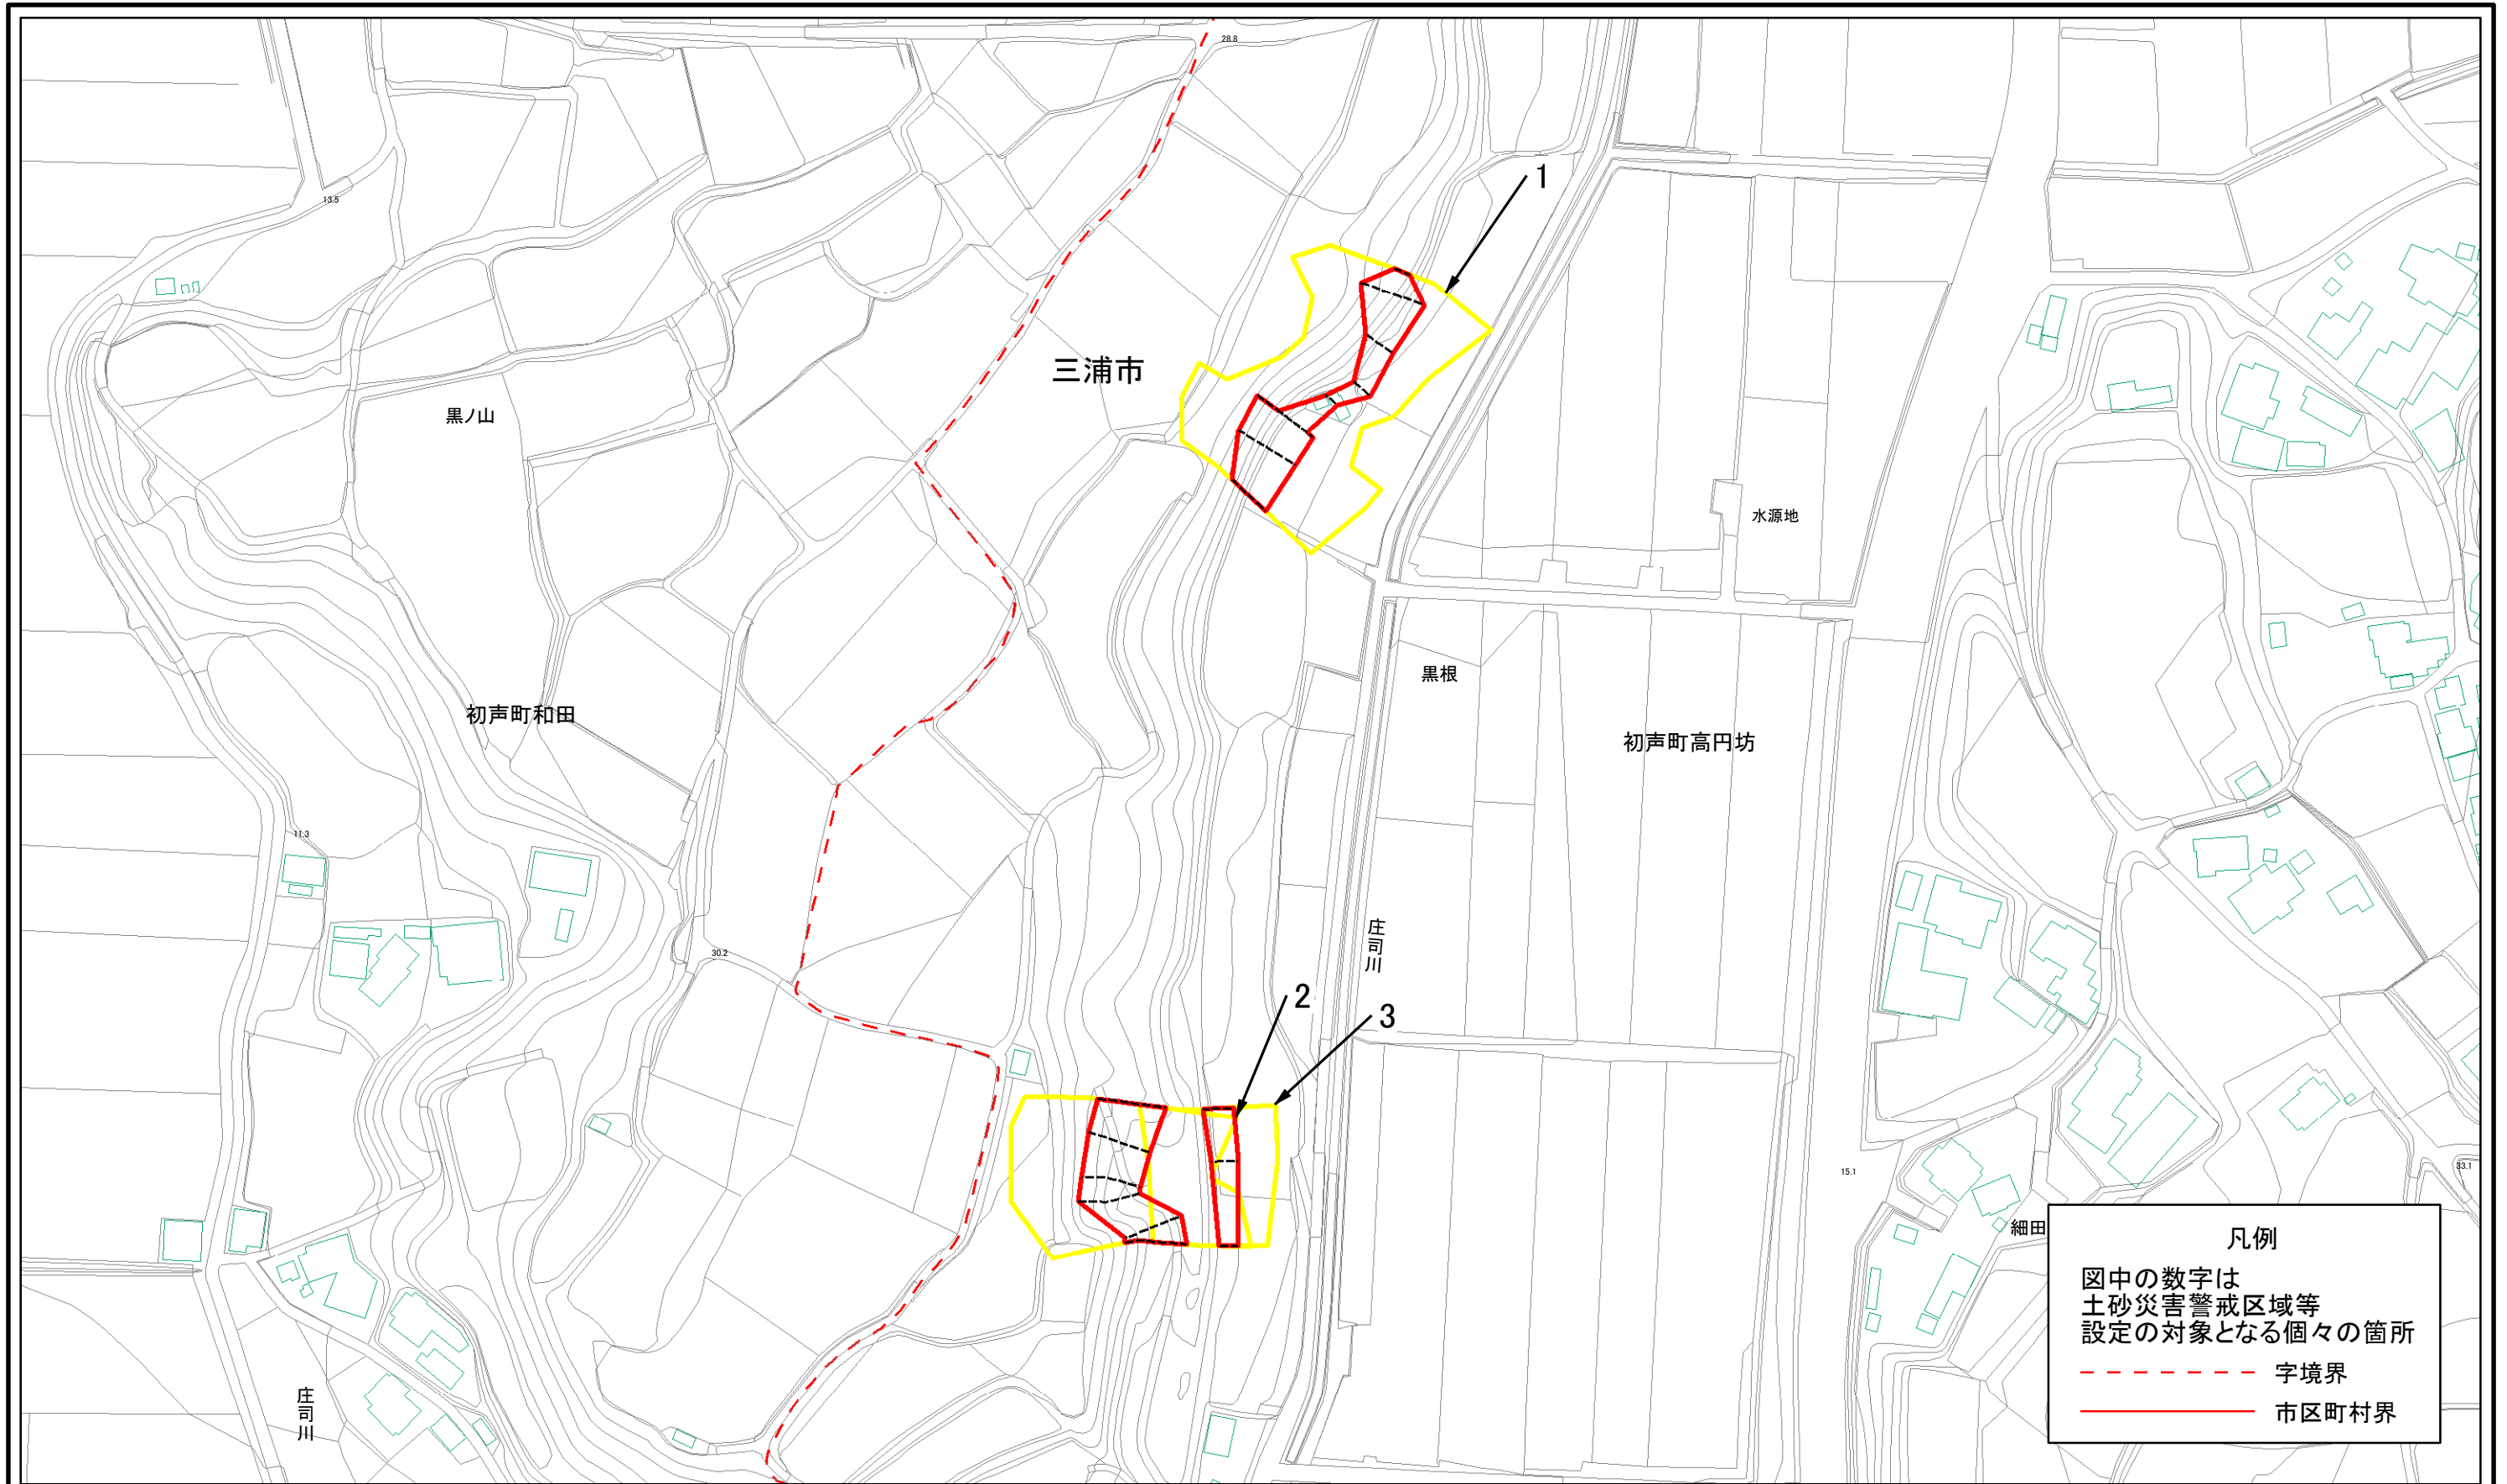 28.8
13.5
1
三浦市
黒ノ山
水源地
黒根
初声町和田
初声町高円坊
11.3
庄司川
30.2
2
3
15.1
33.1
細田
庄司川
凡例
図中の数字は
土砂災害警戒区域等
設定の対象となる個々の箇所
字境界
市区町村界